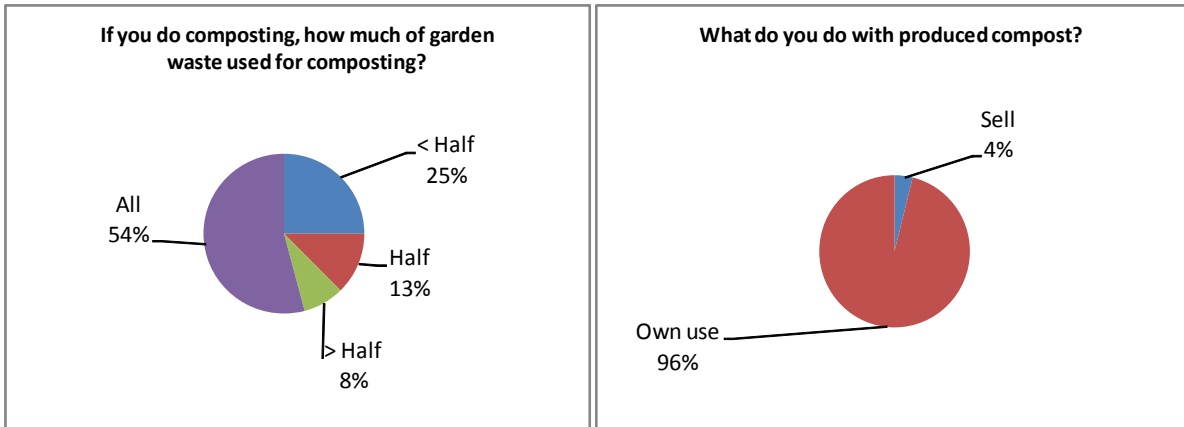 If you do composting, how much of garden
waste used for composting?
< Half
25%
All
54%
Half
13%
> Half
8%
What do you do with produced compost?
Sell
4%
Own use
96%